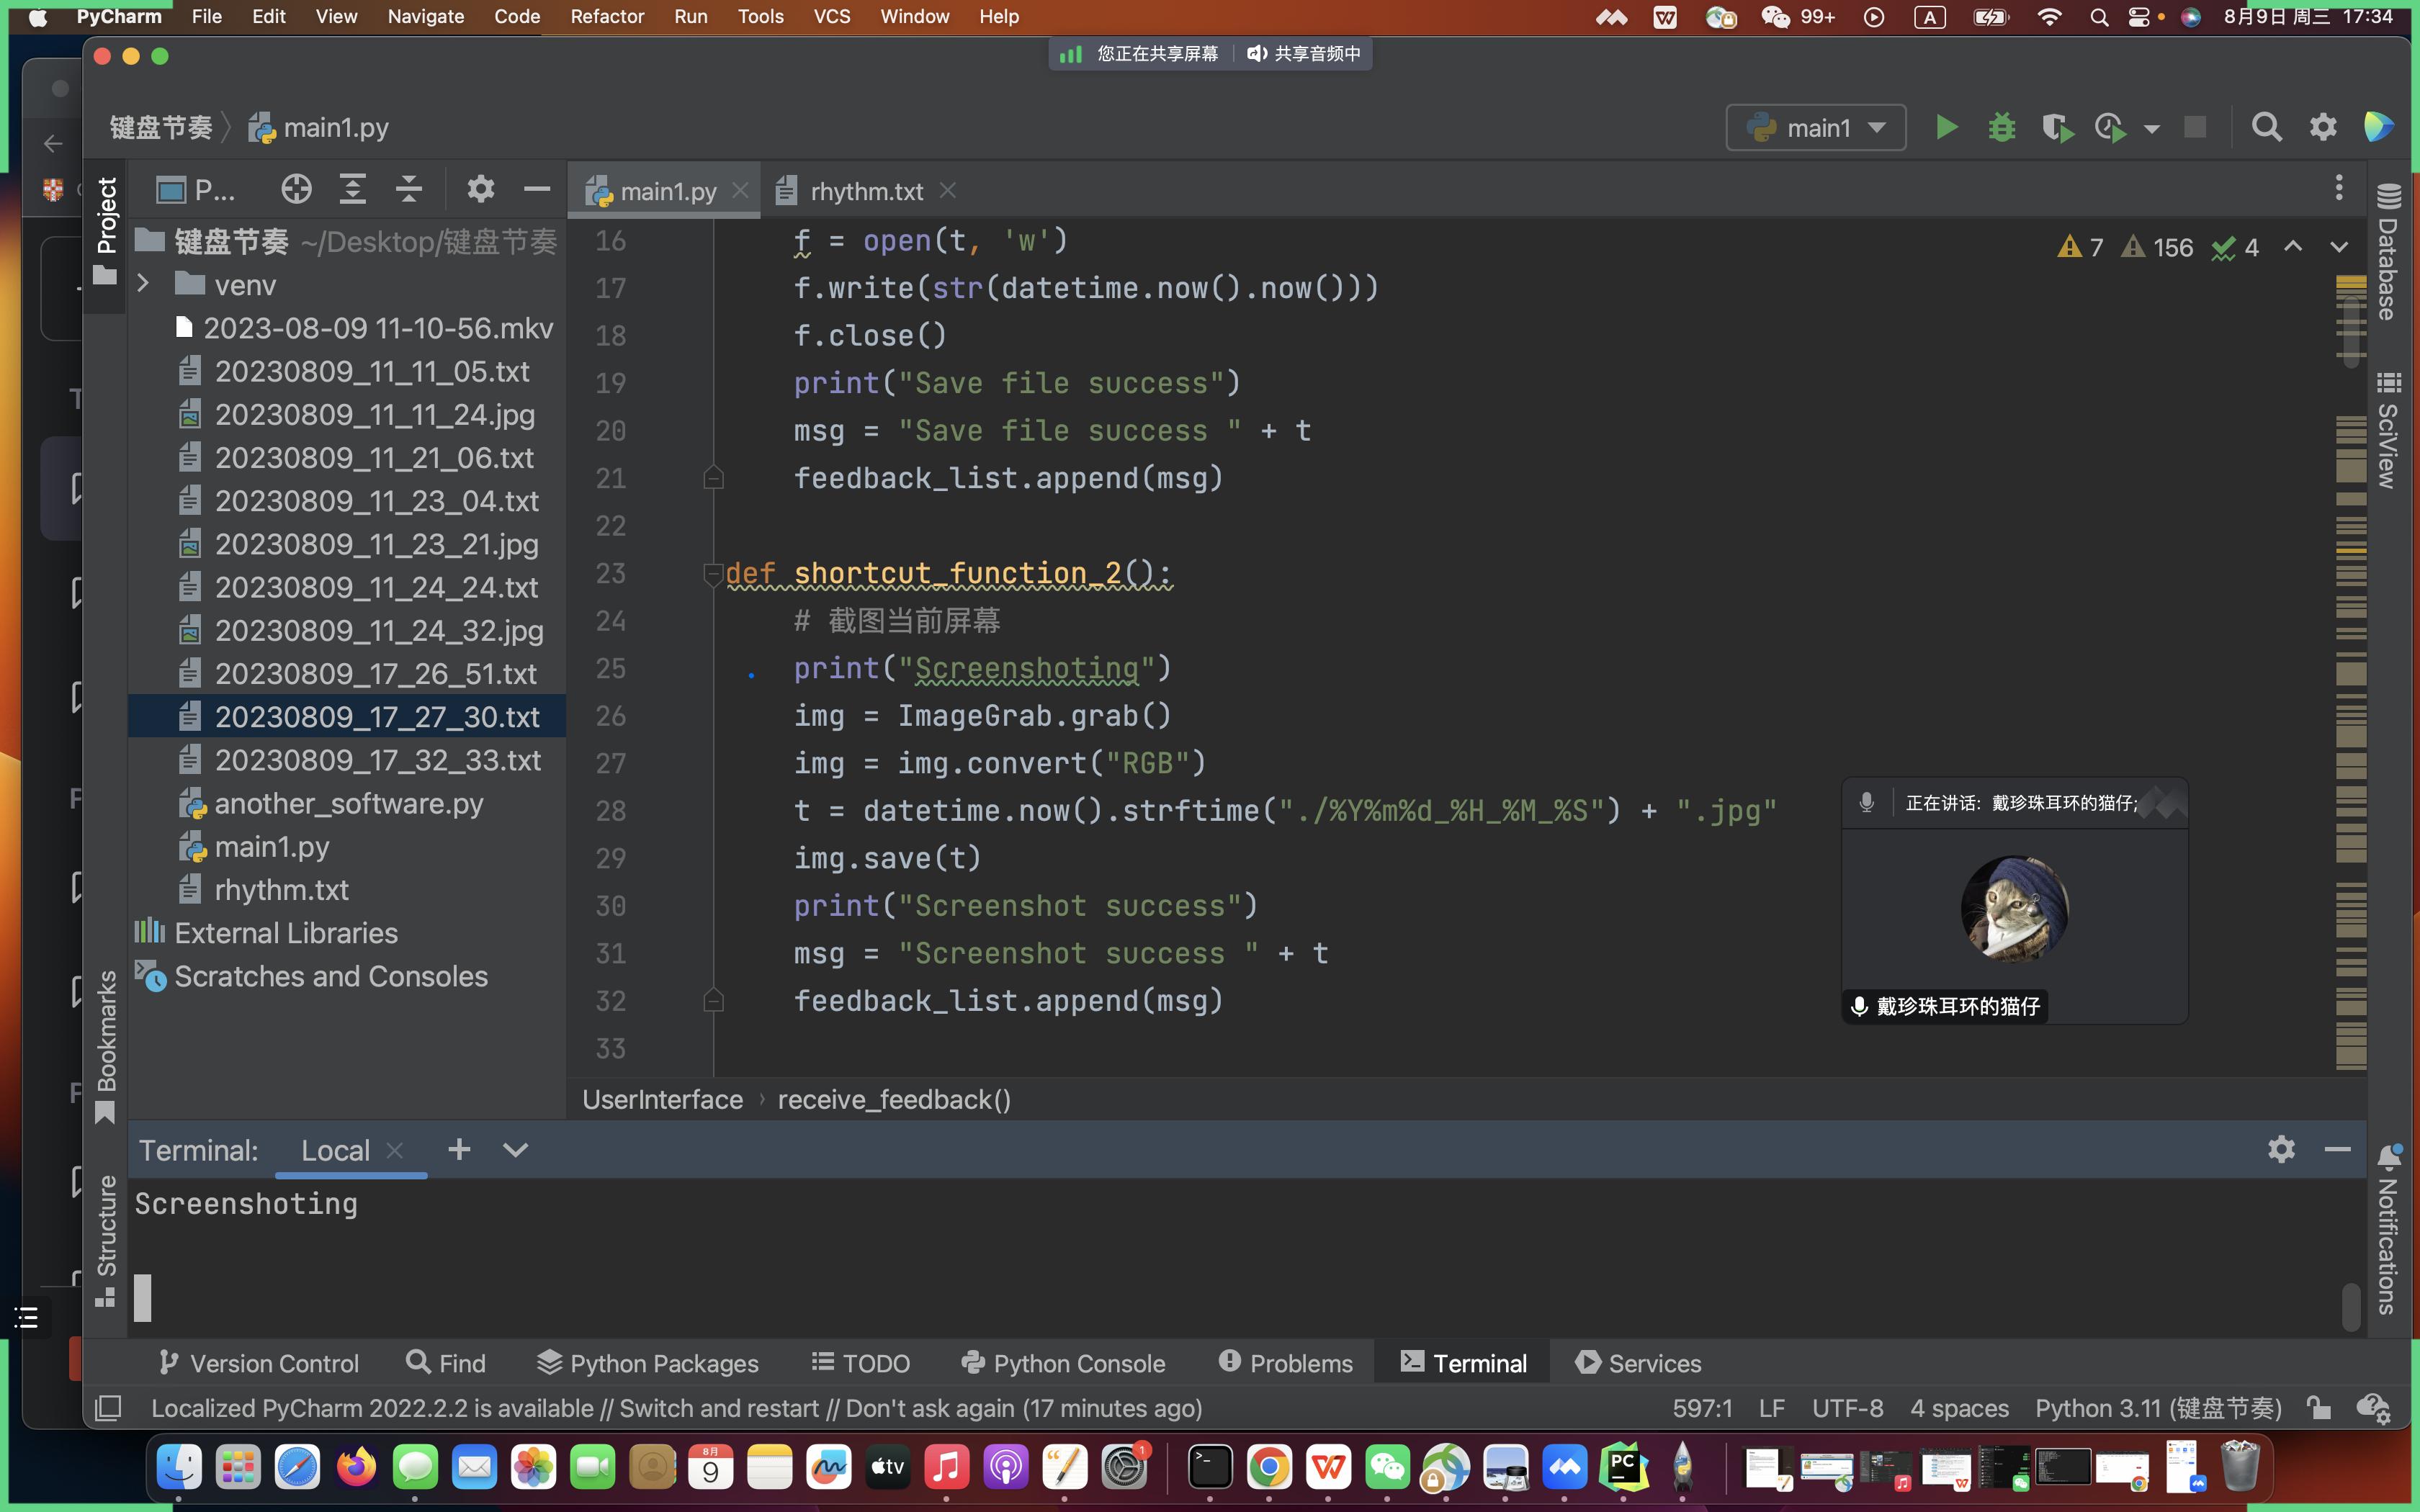 PyCharm File Edit View Navigate Code Refactor Run Tools VCS Window Help 99+ A 8月9日 周三 17:34
您正在共享屏幕 共享音频中
键盘节奏 main1.py main1
Project
P...
main1.py rhythm.txt
键盘节奏 ~/Desktop/键盘节奏
venv
2023-08-09 11-10-56.mkv
20230809_11_11_05.txt
20230809_11_11_24.jpg
20230809_11_21_06.txt
20230809_11_23_04.txt
20230809_11_23_21.jpg
20230809_11_24_24.txt
20230809_11_24_32.jpg
20230809_17_26_51.txt
20230809_17_27_30.txt
20230809_17_32_33.txt
another_software.py
main1.py
rhythm.txt
External Libraries
Scratches and Consoles
7 156 4
16 f = open(t, 'w')
17 f.write(str(datetime.now().now()))
18 f.close()
19 print("Save file success")
20 msg = "Save file success " + t
21 feedback_list.append(msg)
22
23 def shortcut_function_2():
24 # 截图当前屏幕
25 print("Screenshoting")
26 img = ImageGrab.grab()
27 img = img.convert("RGB")
28 t = datetime.now().strftime("./%Y%m%d_%H_%M_%S") + ".jpg"
29 img.save(t)
30 print("Screenshot success")
31 msg = "Screenshot success " + t
32 feedback_list.append(msg)
33
Database
SciView
Notifications
正在讲话: 戴珍珠耳环的猫仔;
戴珍珠耳环的猫仔
UserInterface › receive_feedback()
Bookmarks
Structure
Terminal: Local
Screenshoting
Version Control Find Python Packages TODO Python Console Problems Terminal Services
Localized PyCharm 2022.2.2 is available // Switch and restart // Don't ask again (17 minutes ago) 597:1 LF UTF-8 4 spaces Python 3.11 (键盘节奏)
8月
9
tv
1
PC